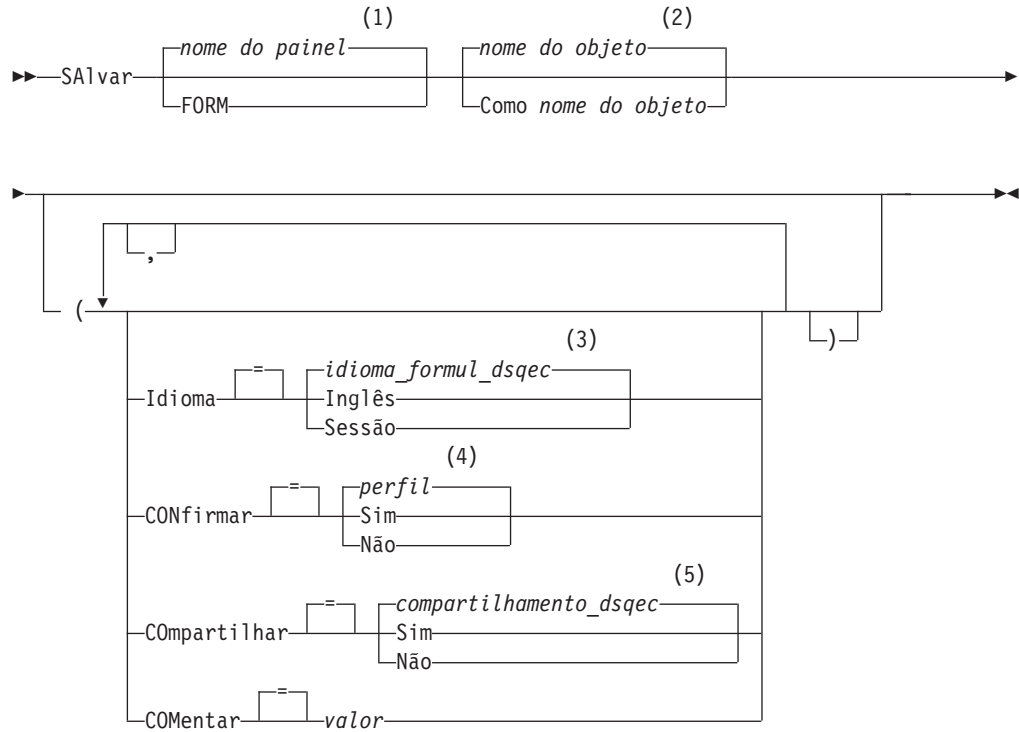 (1) (2)
nome do painel nome do objeto
SAlvar
FORM Como nome do objeto
,
( )
(3)
= idioma_formul_dsqec
Idioma Inglês
Sessão
(4)
= perfil
CONfirmar Sim
Não
(5)
= compartilhamento_dsqec
COmpartilhar Sim
Não
=
COMentar valor